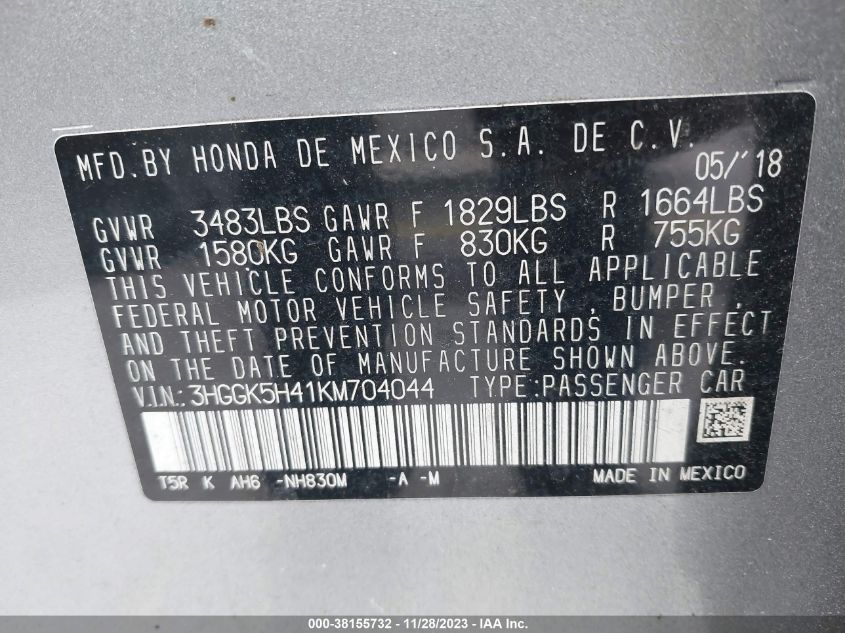 MFD.BY HONDA DE MEXICO S.A. DE C.V.
05/'18
GVWR 3483LBS GAWR F 1829LBS R 1664LBS
GVWR 1580KG GAWR F 830KG R 755KG
THIS VEHICLE CONFORMS TO ALL APPLICABLE
FEDERAL MOTOR VEHICLE SAFETY , BUMPER ,
AND THEFT PREVENTION STANDARDS IN EFFECT
ON THE DATE OF MANUFACTURE SHOWN ABOVE.
V.I.N.: 3HGGK5H41KM704044 TYPE:PASSENGER CAR
T5R K AH6 -NH830M -A -M MADE IN MEXICO
000-38155732 - 11/28/2023 - IAA Inc.